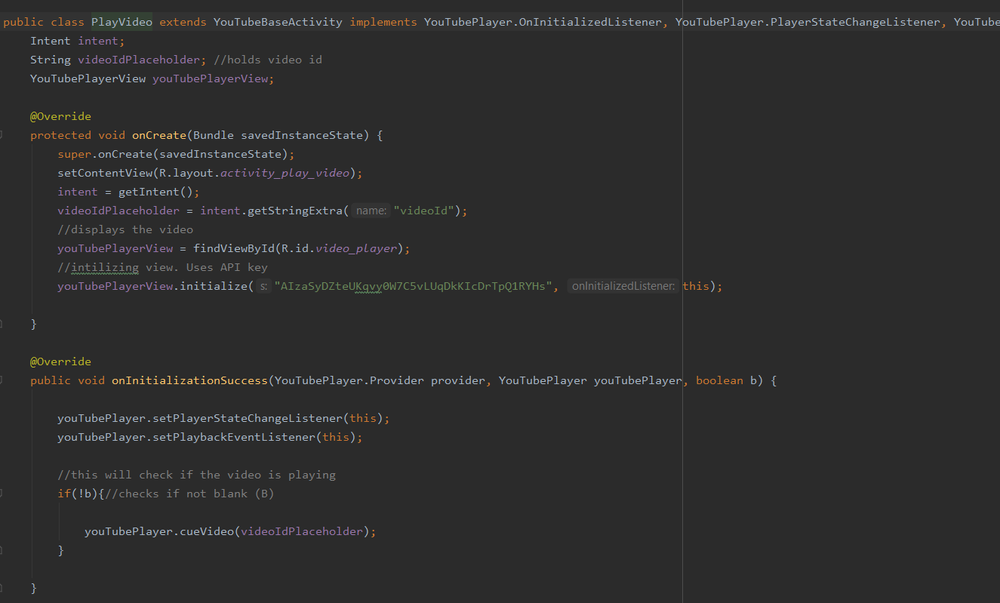 public class PlayVideo extends YouTubeBaseActivity implements YouTubePlayer.OnInitializedListener, YouTubePlayer.PlayerStateChangeListener, YouTube
Intent intent;
String videoIdPlaceholder; //holds video id
YouTubePlayerView youTubePlayerView;
@Override
protected void onCreate(Bundle savedInstanceState) {
super.onCreate(savedInstanceState);
setContentView(R.layout.activity_play_video);
intent = getIntent();
videoIdPlaceholder = intent.getStringExtra( name: "videoId");
//displays the video
youTubePlayerView = findViewById(R.id.video_player);
//intilizing view. Uses API key
youTubePlayerView.initialize( s: "AIzaSyDZteUKqvy0W7C5vLUqDkKIcDrTpQ1RYHs", onInitializedListener: this);
}
@Override
public void onInitializationSuccess(YouTubePlayer.Provider provider, YouTubePlayer youTubePlayer, boolean b) {
youTubePlayer.setPlayerStateChangeListener(this);
youTubePlayer.setPlaybackEventListener(this);
//this will check if the video is playing
if(!b){//checks if not blank (B)
youTubePlayer.cueVideo(videoIdPlaceholder);
}
}